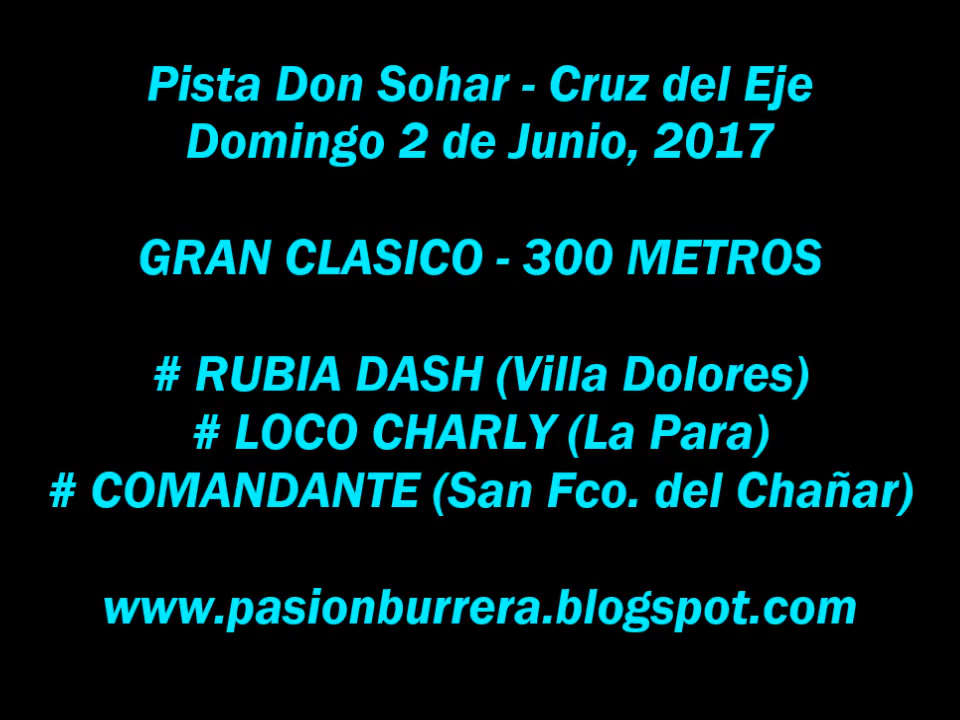 Pista Don Sohar - Cruz del Eje
Domingo 2 de Junio, 2017
GRAN CLASICO - 300 METROS
# RUBIA DASH (Villa Dolores)
# LOCO CHARLY (La Para)
# COMANDANTE (San Fco. del Chañar)
www.pasionburrera.blogspot.com